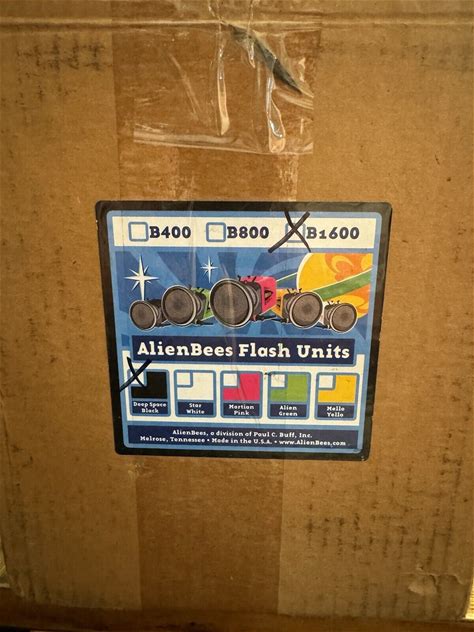 B400 B800 B1600
AlienBees Flash Units
Deep Space Black
Star White
Martian Pink
Alien Green
Mello Yello
AlienBees, a division of Paul C. Buff, Inc.
Melrose, Tennessee • Made in the U.S.A. • www.AlienBees.com